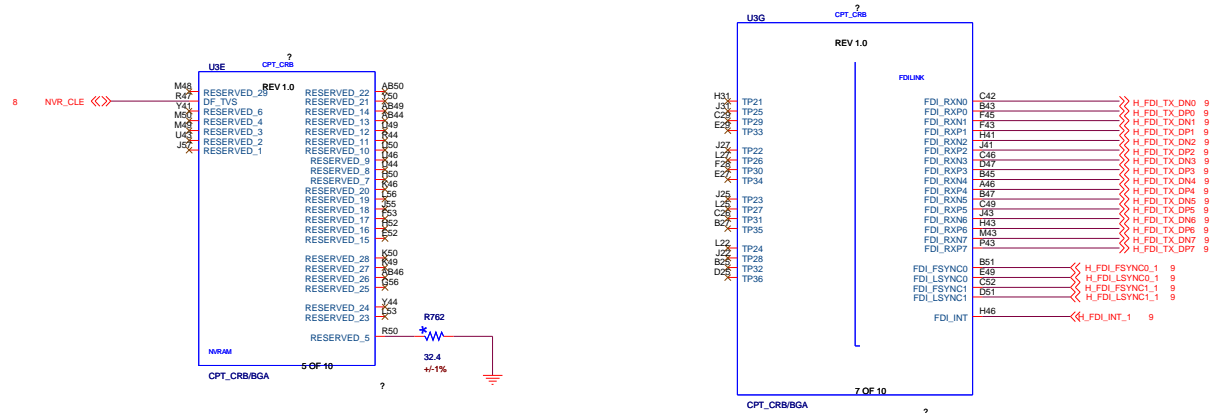 ?
U3E
CPT_CRB
REV 1.0
8 NVR_CLE
M48 RESERVED_29
R47 DF_TVS
Y41 RESERVED_6
M50 RESERVED_4
M49 RESERVED_3
U43 RESERVED_2
J57 RESERVED_1
RESERVED_22 AB50
RESERVED_21 Y50
RESERVED_14 AB49
RESERVED_13 AB44
RESERVED_12 U49
RESERVED_11 R44
RESERVED_10 U50
RESERVED_9 U46
RESERVED_8 U44
RESERVED_7 H50
RESERVED_20 K46
RESERVED_19 L56
RESERVED_18 J55
RESERVED_17 F53
RESERVED_16 H52
RESERVED_15 E52
RESERVED_28 K50
RESERVED_27 K49
RESERVED_26 AB46
RESERVED_25 G56
RESERVED_24 Y44
RESERVED_23 L53
RESERVED_5 R50
R762
*
32.4
+/-1%
NVRAM
5 OF 10
CPT_CRB/BGA
?
?
U3G
CPT_CRB
REV 1.0
FDILINK
H31 TP21
J31 TP25
C29 TP29
E29 TP33
J27 TP22
L27 TP26
F28 TP30
E27 TP34
J25 TP23
L25 TP27
C26 TP31
B27 TP35
L22 TP24
J22 TP28
B25 TP32
D25 TP36
FDI_RXN0 C42 H_FDI_TX_DN0 9
FDI_RXP0 B43 H_FDI_TX_DP0 9
FDI_RXN1 F45 H_FDI_TX_DN1 9
FDI_RXP1 F43 H_FDI_TX_DP1 9
FDI_RXN2 H41 H_FDI_TX_DN2 9
FDI_RXP2 J41 H_FDI_TX_DP2 9
FDI_RXN3 C46 H_FDI_TX_DN3 9
FDI_RXP3 D47 H_FDI_TX_DP3 9
FDI_RXN4 B45 H_FDI_TX_DN4 9
FDI_RXP4 A46 H_FDI_TX_DP4 9
FDI_RXN5 B47 H_FDI_TX_DN5 9
FDI_RXP5 C49 H_FDI_TX_DP5 9
FDI_RXN6 J43 H_FDI_TX_DN6 9
FDI_RXP6 H43 H_FDI_TX_DP6 9
FDI_RXN7 M43 H_FDI_TX_DN7 9
FDI_RXP7 P43 H_FDI_TX_DP7 9
FDI_FSYNC0 B51 H_FDI_FSYNC0_1 9
FDI_LSYNC0 E49 H_FDI_LSYNC0_1 9
FDI_FSYNC1 C52 H_FDI_FSYNC1_1 9
FDI_LSYNC1 D51 H_FDI_LSYNC1_1 9
FDI_INT H46 H_FDI_INT_1 9
7 OF 10
CPT_CRB/BGA
?